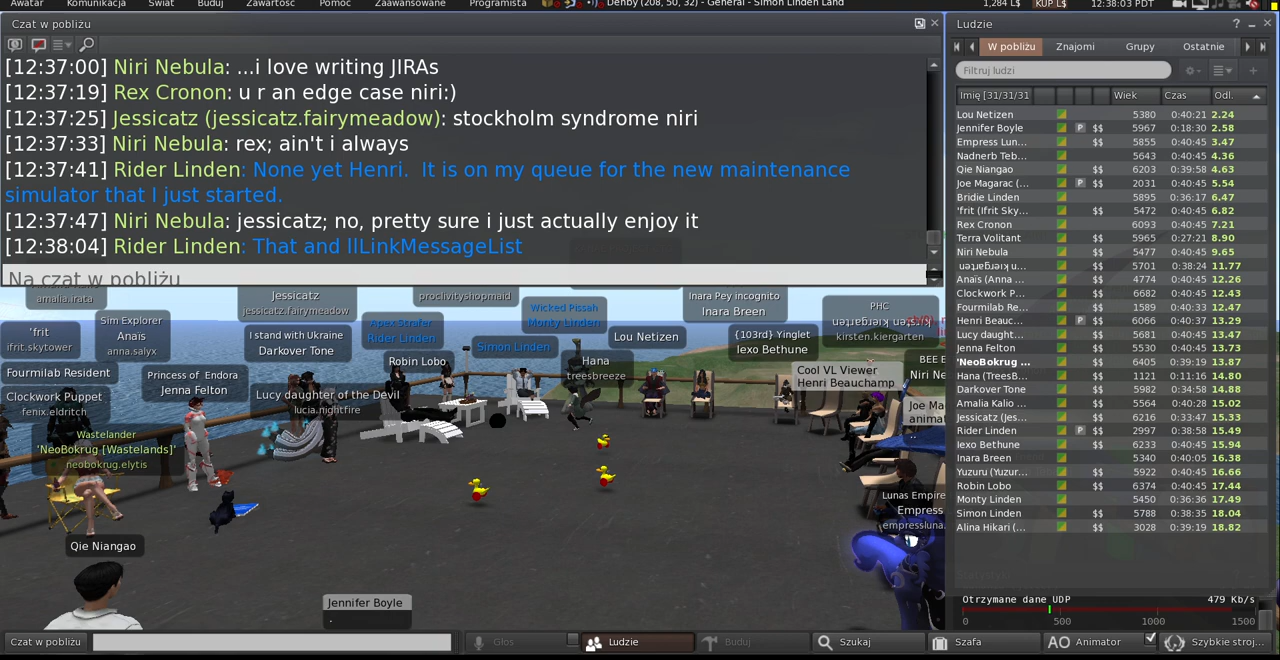 Awatar Komunikacja Świat Buduj Zawartość Pomoc Zaawansowane Programista Denby (208, 50, 32) - General - Simon Linden Land 1,284 L$ KUP L$ 12:38:03 PDT
Czat w pobliżu
[12:37:00] Niri Nebula: ...i love writing JIRAs
[12:37:19] Rex Cronon: u r an edge case niri:)
[12:37:25] Jessicatz (jessicatz.fairymeadow): stockholm syndrome niri
[12:37:33] Niri Nebula: rex; ain't i always
[12:37:41] Rider Linden: None yet Henri.  It is on my queue for the new maintenance
simulator that I just started.
[12:37:47] Niri Nebula: jessicatz; no, pretty sure i just actually enjoy it
[12:38:04] Rider Linden: That and llLinkMessageList
Na czat w pobliżu
amalia.irata
Jessicatz
jessicatz.fairymeadow
proclivityshopmaid
Wicked Pissah
Monty Linden
Inara Pey incognito
Inara Breen
PHC
kirsten.kiergarten
'frit
ifrit.skytower
Sim Explorer
Anais
anna.salyx
I stand with Ukraine
Darkover Tone
Apex Strafer
Rider Linden
Simon Linden
Lou Netizen
{103rd} Yinglet
Iexo Bethune
Robin Lobo
Hana
treesbreeze
Cool VL Viewer
Henri Beauchamp
BEE
Niri Ne
Fourmilab Resident
Princess of Endora
Jenna Felton
Clockwork Puppet
fenix.eldritch
Lucy daughter of the Devil
lucia.nightfire
Joe Ma
animat
Wastelander
'NeoBokrug [Wastelands]'
neobokrug.elytis
Lunas Empire
Empress
empressluna.
Qie Niangao
Jennifer Boyle
.
Ludzie
W pobliżu Znajomi Grupy Ostatnie
Filtruj ludzi
Imię [31/31/31 Wiek Czas Odl.
Lou Netizen 5380 0:40:21 2.24
Jennifer Boyle P $$ 5967 0:18:30 2.58
Empress Lun... $$ 5855 0:40:45 3.47
Nadnerb Teb... 5643 0:40:45 4.36
Qie Niangao $$ 6203 0:39:58 4.63
Joe Magarac (... P $$ 2031 0:40:45 5.54
Bridie Linden 5895 0:36:17 6.47
'frit (Ifrit Sky... $$ 5472 0:40:45 6.82
Rex Cronon 6093 0:40:45 7.21
Terra Volitant $$ 5965 0:27:21 8.90
Niri Nebula $$ 5477 0:40:45 9.65
$$ 5701 0:38:24 11.77
Anais (Anna ... $$ 4774 0:40:45 12.26
Clockwork P... $$ 6682 0:40:45 12.43
Fourmilab Re... $$ 1589 0:40:33 12.47
Henri Beauc... P $$ 6066 0:40:37 13.29
Lucy daught... $$ 5681 0:40:45 13.47
Jenna Felton $$ 5530 0:40:45 13.73
'NeoBokrug ... $$ 6405 0:39:19 13.87
Hana (TreesB... $$ 1121 0:11:16 14.80
Darkover Tone $$ 5982 0:34:58 14.88
Amalia Kalio ... $$ 5564 0:40:28 15.02
Jessicatz (Jes... $$ 6216 0:33:47 15.33
Rider Linden P $$ 2997 0:38:58 15.49
Iexo Bethune $$ 6233 0:40:45 15.94
Inara Breen 5340 0:40:05 16.38
Yuzuru (Yuzur... $$ 5922 0:40:45 16.66
Robin Lobo $$ 6374 0:40:45 17.44
Monty Linden 5450 0:36:36 17.49
Simon Linden $$ 5788 0:38:35 18.04
Alina Hikari (... $$ 3028 0:39:19 18.82
Otrzymane dane UDP 479 Kb/s
0 500 1000 1500
Czat w pobliżu Głos Ludzie Buduj Szukaj Szafa AO Animator Szybkie stroj...